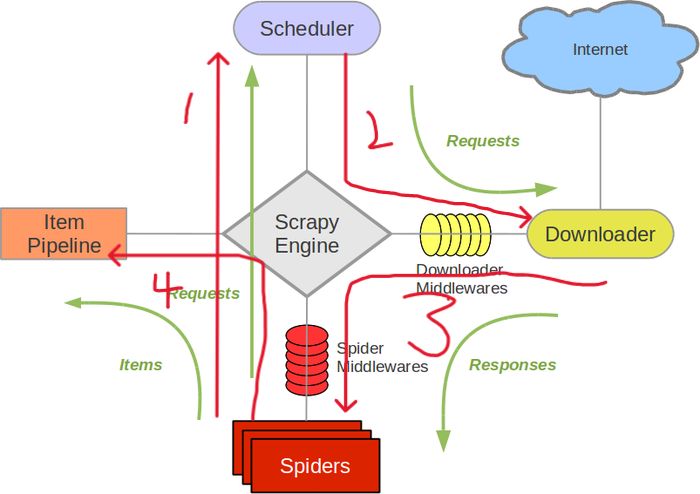 Scheduler
Internet
1
2
Requests
Item
Pipeline
Scrapy
Engine
Downloader
Downloader
Middlewares
4
Requests
3
Items
Spider
Middlewares
Responses
Spiders